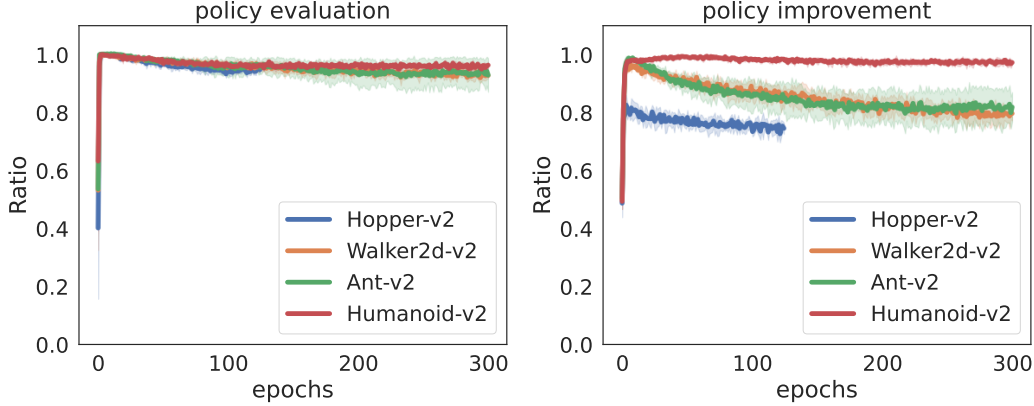 policy evaluation
Ratio
1.0
0.8
0.6
0.4
0.2
0.0
Hopper-v2
Walker2d-v2
Ant-v2
Humanoid-v2
0 100 200 300
epochs
policy improvement
Ratio
1.0
0.8
0.6
0.4
0.2
0.0
Hopper-v2
Walker2d-v2
Ant-v2
Humanoid-v2
0 100 200 300
epochs